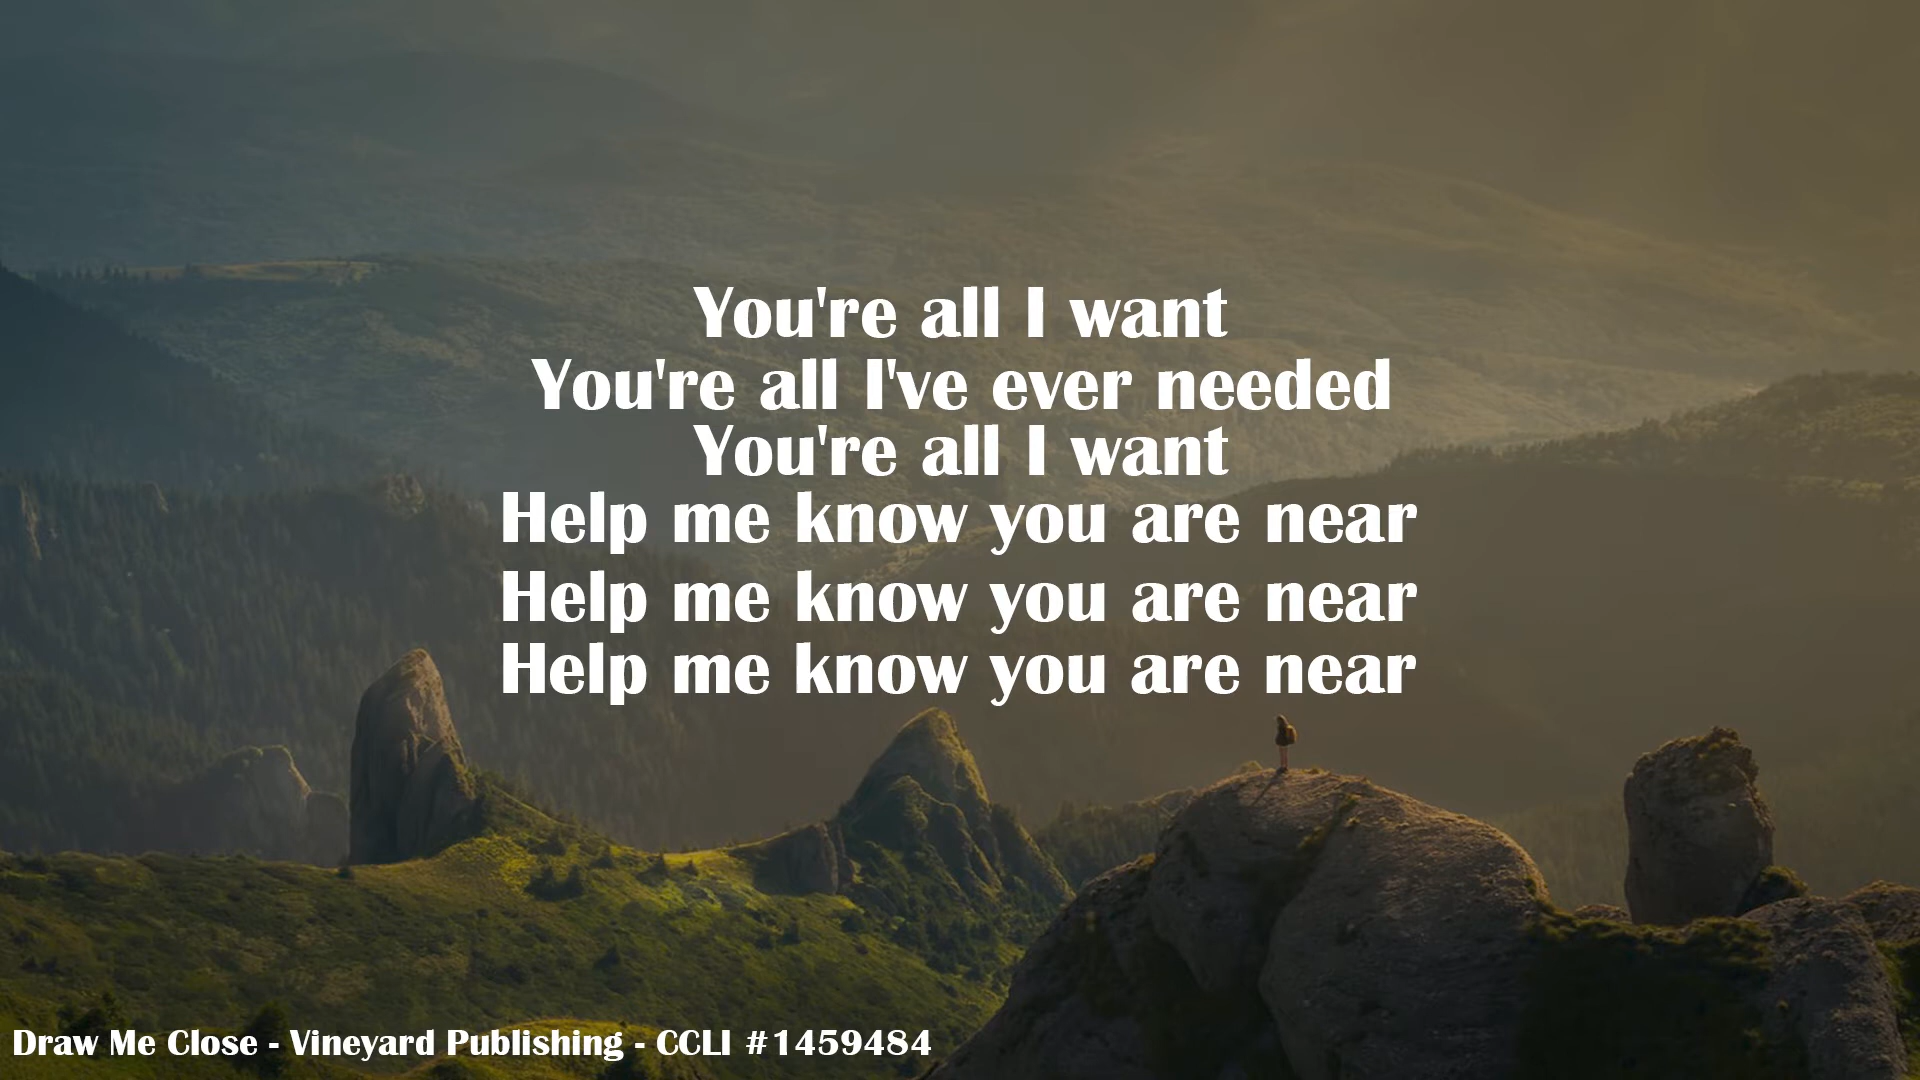 You're all I want
You're all I've ever needed
You're all I want
Help me know you are near
Help me know you are near
Help me know you are near
Draw Me Close - Vineyard Publishing - CCLI #1459484